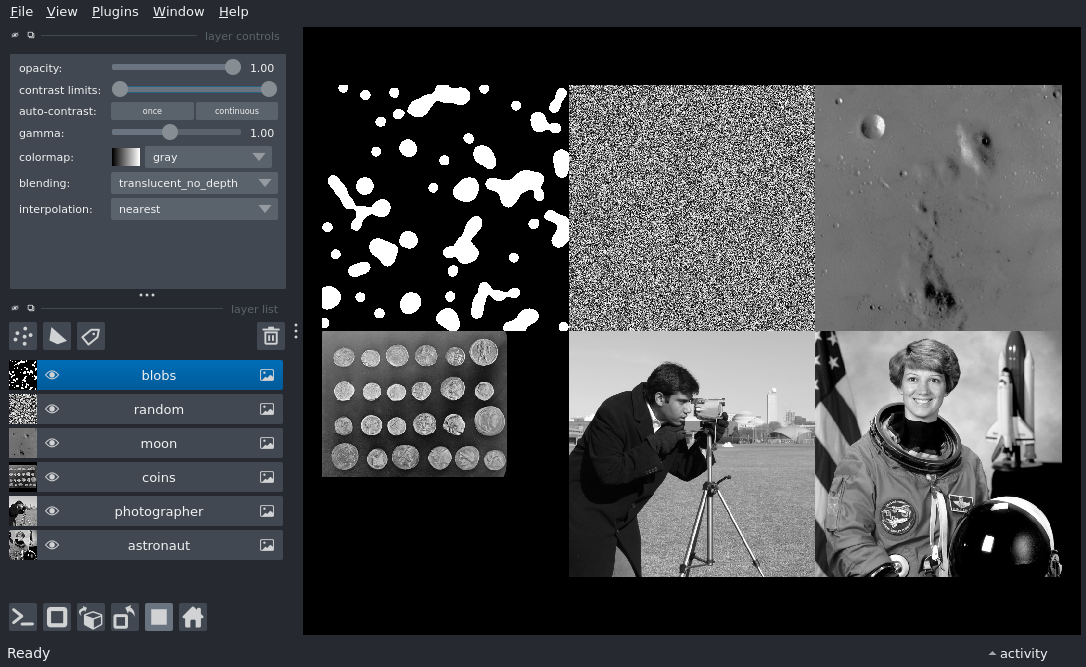 File View Plugins Window Help
layer controls
opacity: 1.00
contrast limits:
auto-contrast: once continuous
gamma: 1.00
colormap: gray
blending: translucent_no_depth
interpolation: nearest
layer list
blobs
random
moon
coins
photographer
astronaut
Ready
activity